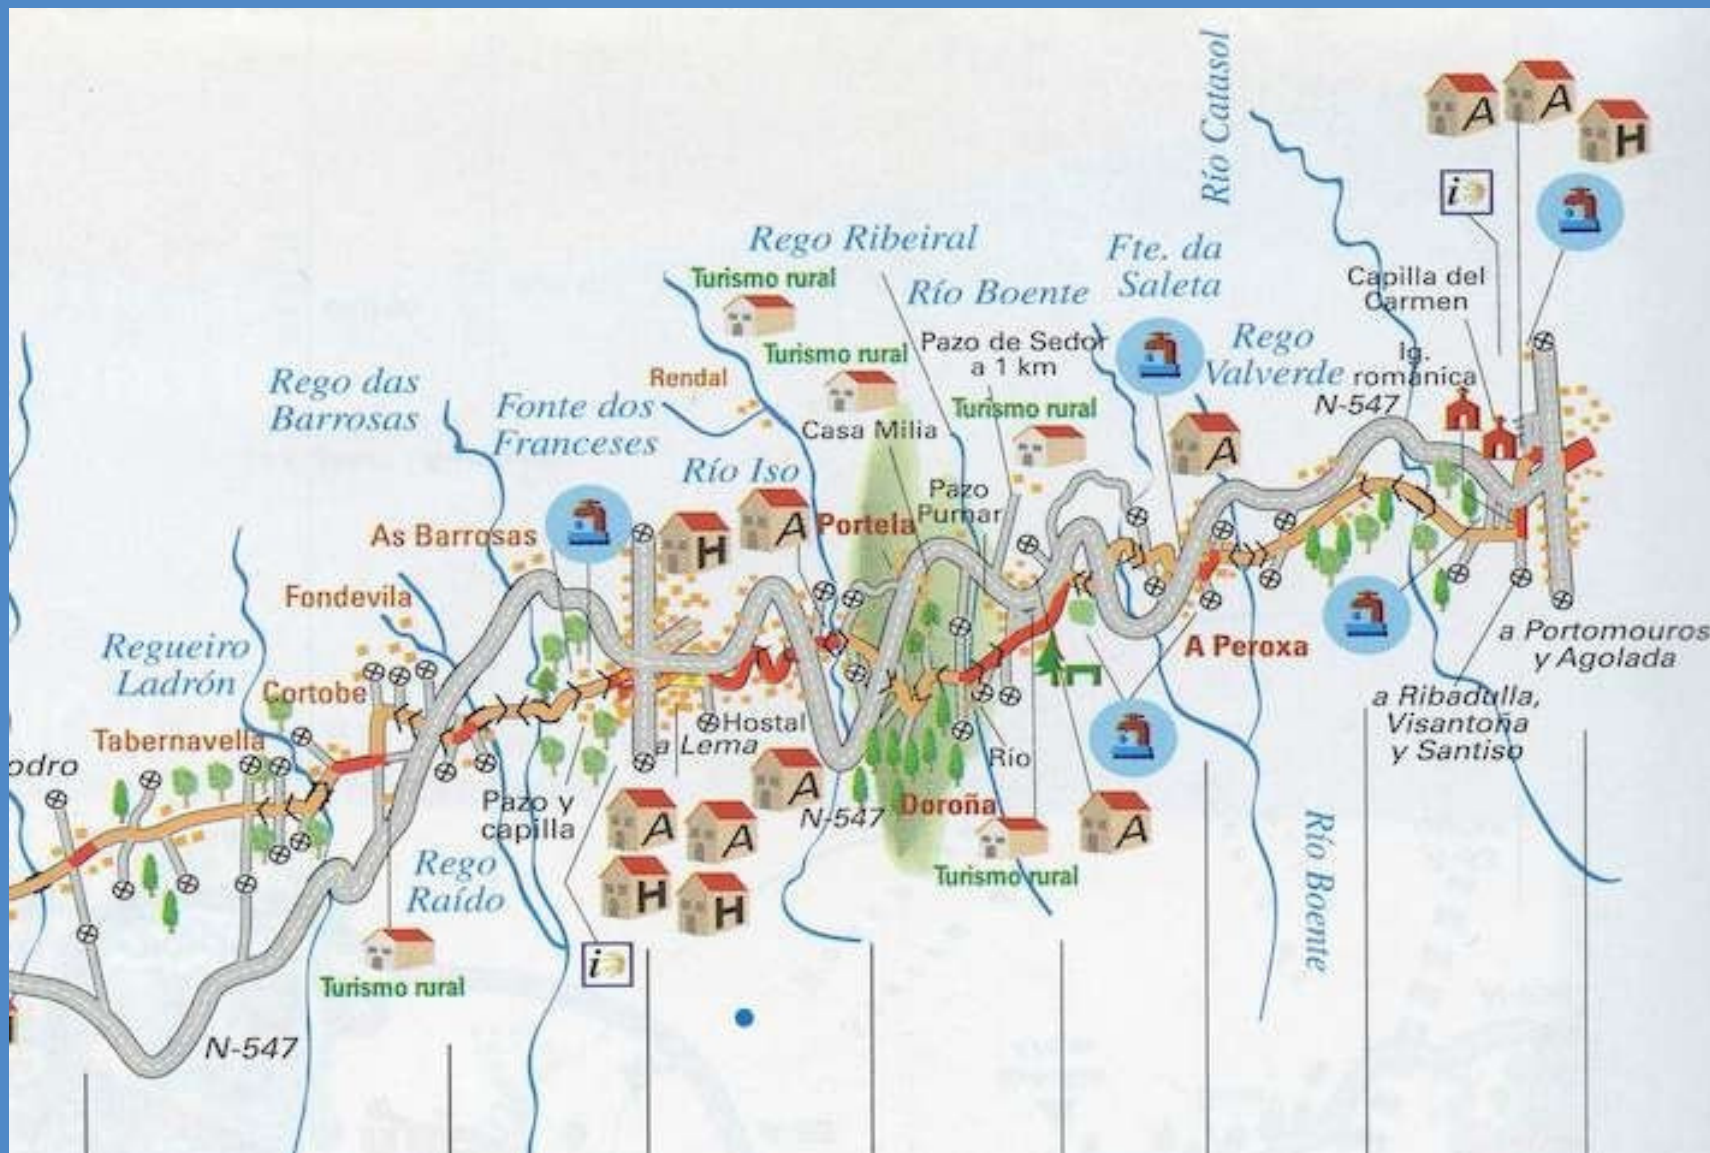 Río Catasol
A
A
H
i
Rego Ribeiral
Fte. da
Saleta
Turismo rural
Capilla del
Carmen
Río Boente
Pazo de Sedor
a 1 km
Rego
Valverde
Ig.
románica
N-547
Turismo rural
Rendal
Rego das
Barrosas
Fonte dos
Franceses
Turismo rural
Casa Milia
A
Río Iso
Pazo
Pumar
As Barrosas
H
A
Portela
Fondevila
Regueiro
Ladrón
Cortobe
A Peroxa
a Portomouros
y Agolada
a Ribadulla,
Visantoña
y Santiso
Tabernavella
Hostal
a Lema
Río
odro
A
Pazo y
capilla
N-547
Doroña
A
A
A
H
H
Rego
Raído
Turismo rural
Río Boente
i
Turismo rural
H
N-547